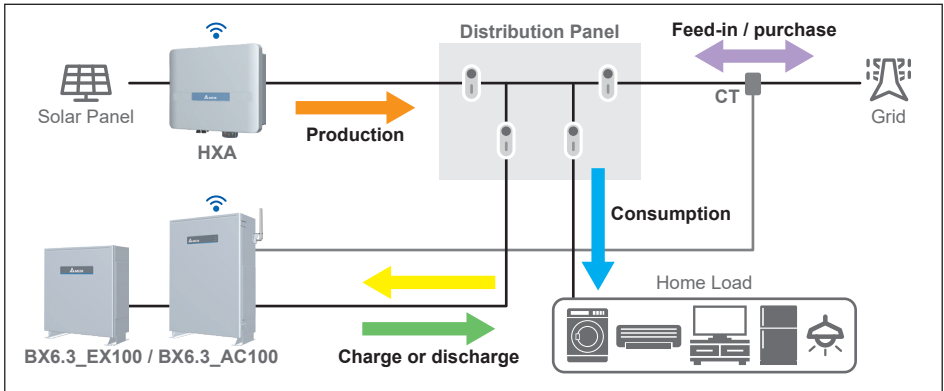 Distribution Panel
Feed-in / purchase
Solar Panel
HXA
Production
CT
Grid
Consumption
Home Load
BX6.3_EX100 / BX6.3_AC100
Charge or discharge